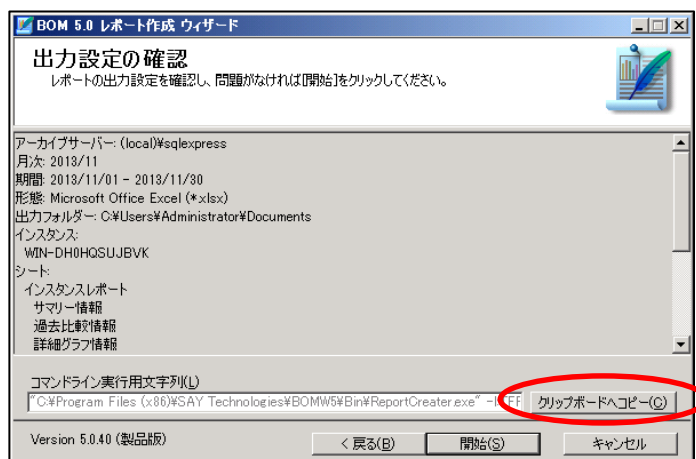 BOM 5.0 レポート作成 ウィザード
出力設定の確認
レポートの出力設定を確認し、問題がなければ[開始]をクリックしてください。
アーカイブサーバー: (local)¥sqlexpress
月次: 2013/11
期間: 2013/11/01 - 2013/11/30
形態: Microsoft Office Excel (*.xlsx)
出力フォルダー: C:¥Users¥Administrator¥Documents
インスタンス:
WIN-DH0HQSUJBVK
シート:
インスタンスレポート
サマリー情報
過去比較情報
詳細グラフ情報
コマンドライン実行用文字列(L)
"C:¥Program Files (x86)¥SAY Technologies¥BOMW5¥Bin¥ReportCreater.exe"
クリップボードへコピー(C)
Version 5.0.40 (製品版)
< 戻る(B)
開始(S)
キャンセル